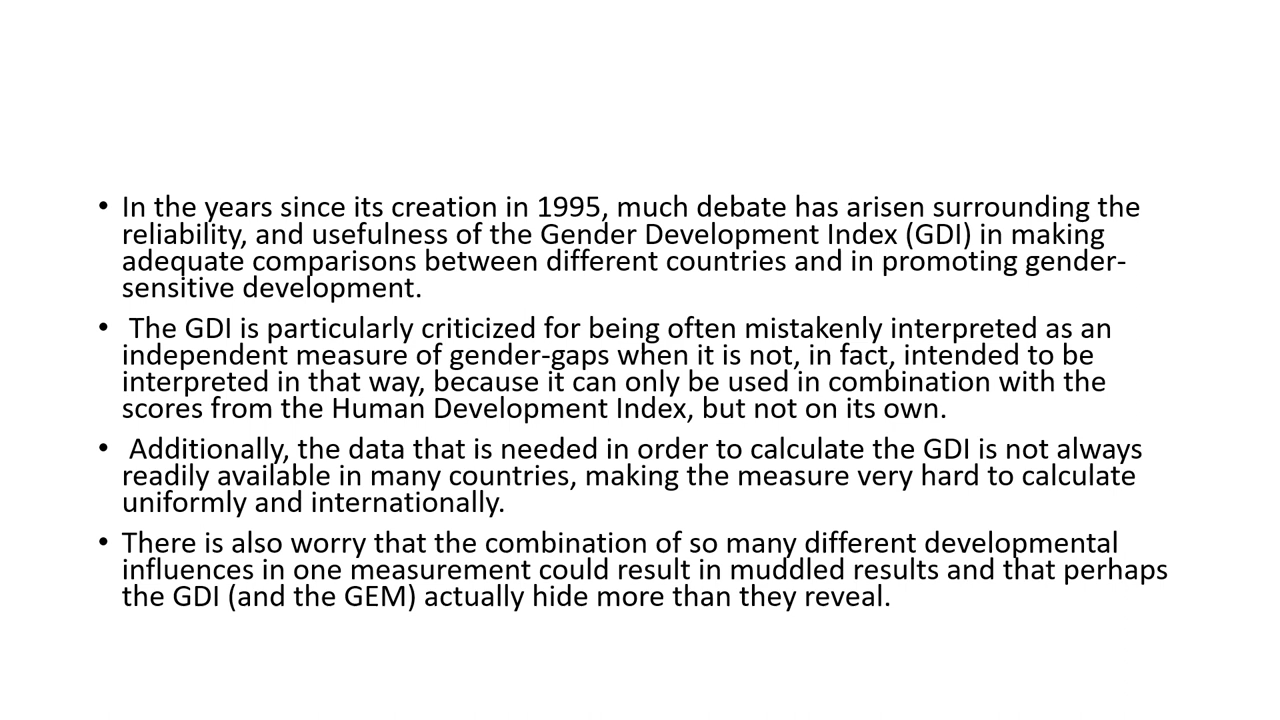 • In the years since its creation in 1995, much debate has arisen surrounding the
reliability, and usefulness of the Gender Development Index (GDI) in making
adequate comparisons between different countries and in promoting gender-
sensitive development.
• The GDI is particularly criticized for being often mistakenly interpreted as an
independent measure of gender-gaps when it is not, in fact, intended to be
interpreted in that way, because it can only be used in combination with the
scores from the Human Development Index, but not on its own.
• Additionally, the data that is needed in order to calculate the GDI is not always
readily available in many countries, making the measure very hard to calculate
uniformly and internationally.
• There is also worry that the combination of so many different developmental
influences in one measurement could result in muddled results and that perhaps
the GDI (and the GEM) actually hide more than they reveal.